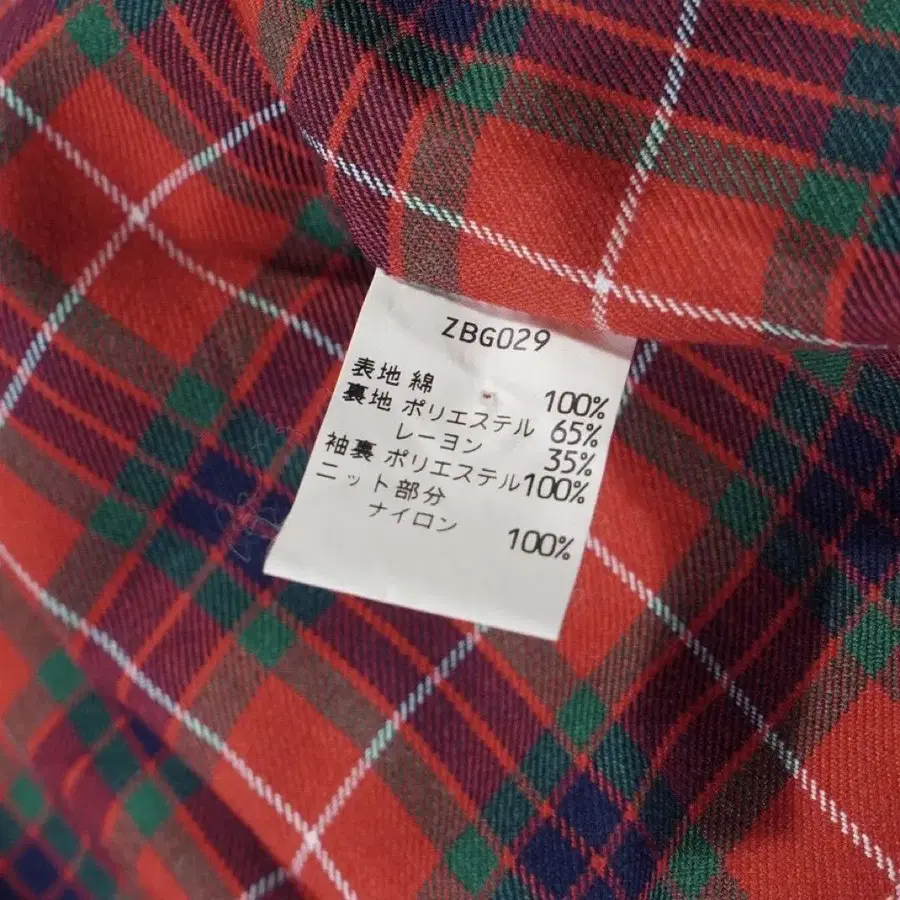 ZBG029
表地 綿 100%
裏地 ポリエステル 65%
レーヨン 35%
袖裏 ポリエステル 100%
ニット部分
ナイロン 100%